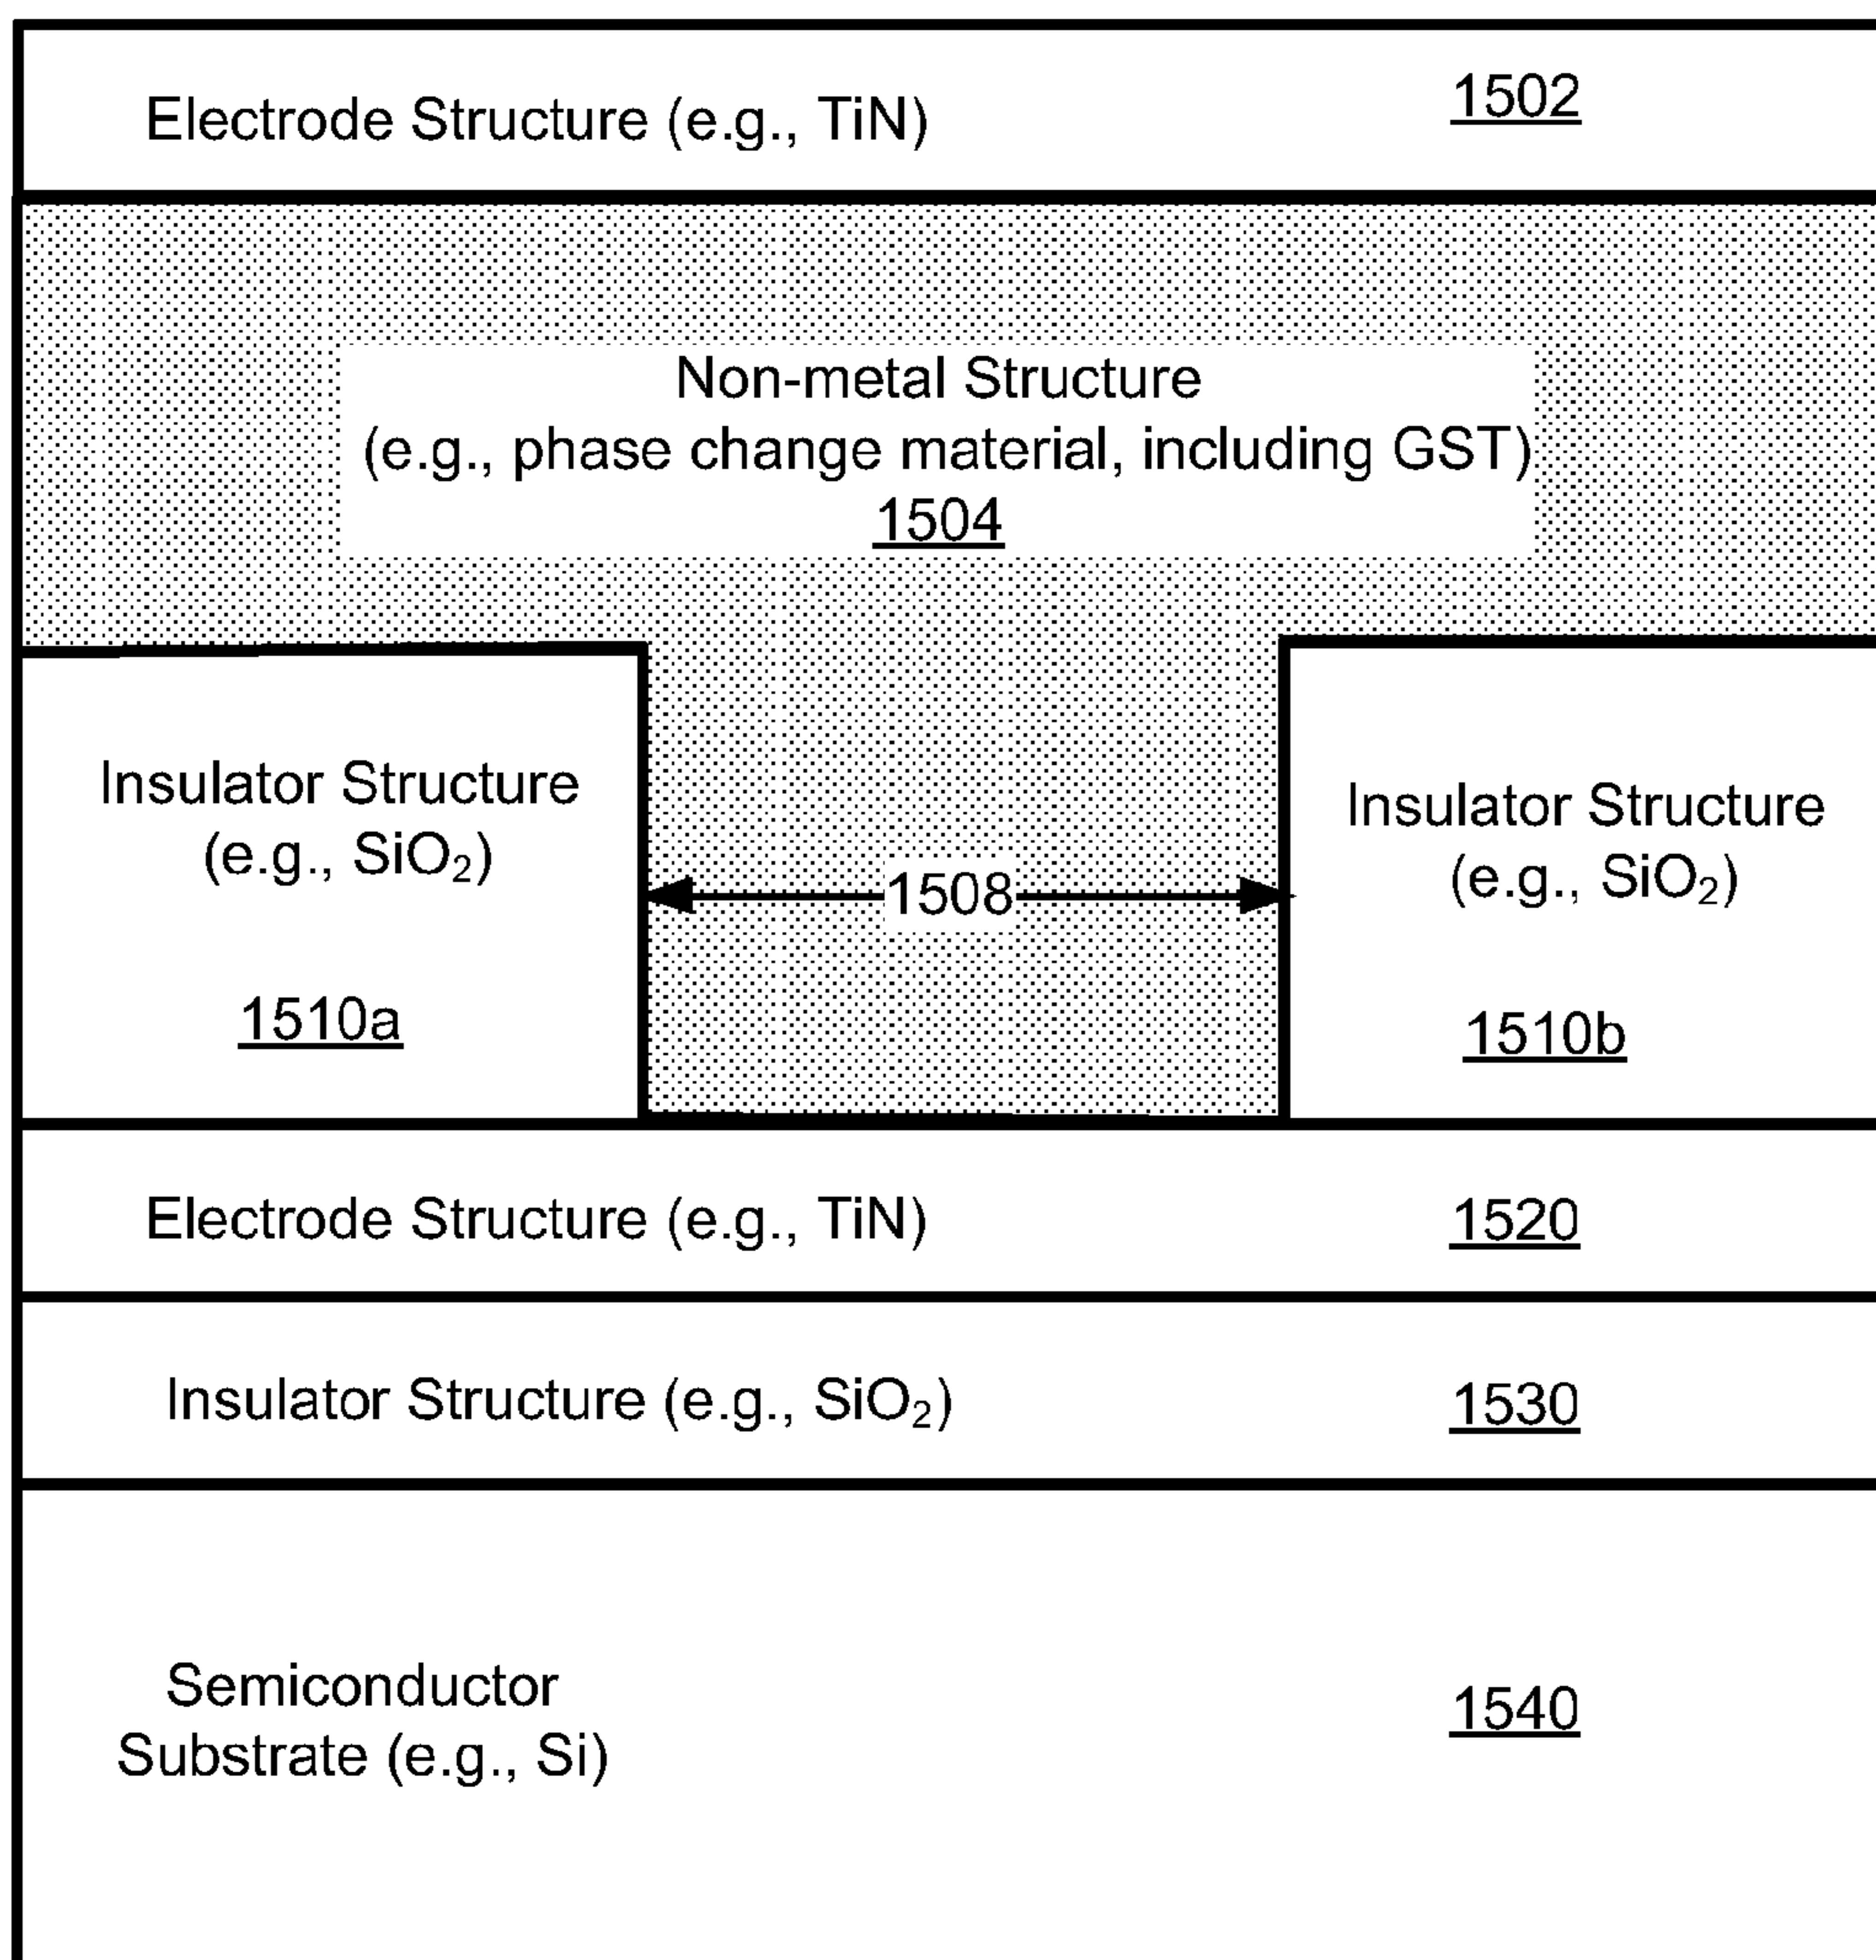 Electrode Structure (e.g., TiN) 1502
Non-metal Structure
(e.g., phase change material, including GST)
1504
Insulator Structure
(e.g., SiO₂)
1510a
1508
Insulator Structure
(e.g., SiO₂)
1510b
Electrode Structure (e.g., TiN) 1520
Insulator Structure (e.g., SiO₂) 1530
Semiconductor
Substrate (e.g., Si)
1540